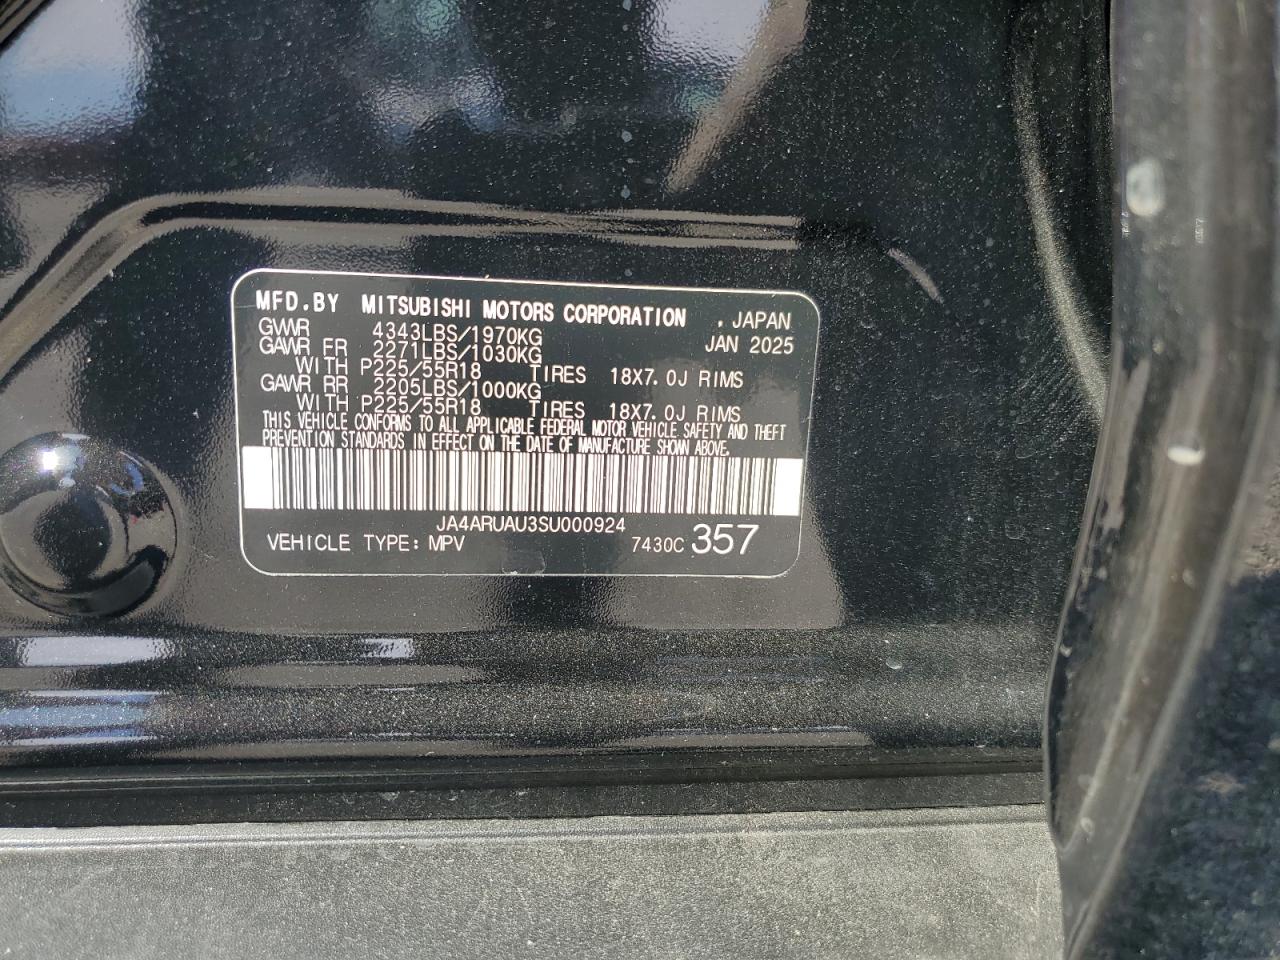 MFD.BY MITSUBISHI MOTORS CORPORATION . JAPAN
GVWR 4343LBS/1970KG JAN 2025
GAWR FR 2271LBS/1030KG
WITH P225/55R18 TIRES 18X7.0J RIMS
GAWR RR 2205LBS/1000KG
WITH P225/55R18 TIRES 18X7.0J RIMS
THIS VEHICLE CONFORMS TO ALL APPLICABLE FEDERAL MOTOR VEHICLE SAFETY AND THEFT
PREVENTION STANDARDS IN EFFECT ON THE DATE OF MANUFACTURE SHOWN ABOVE.
JA4ARUAU3SU000924
VEHICLE TYPE: MPV 7430C 357